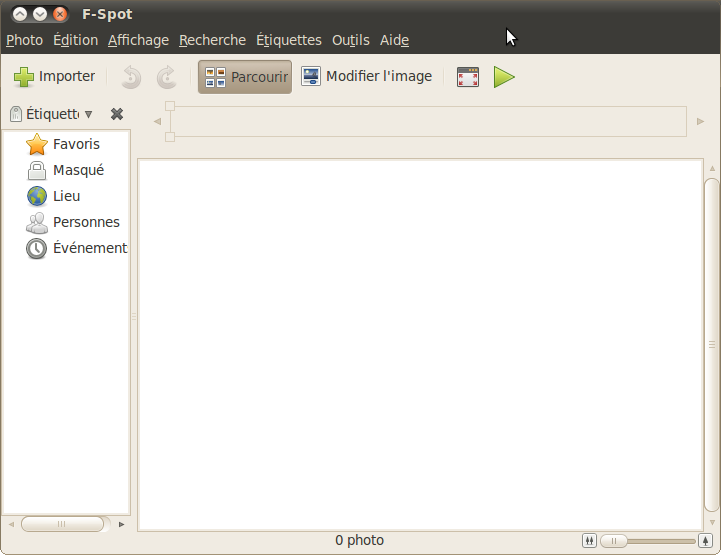 F-Spot
Photo Édition Affichage Recherche Étiquettes Outils Aide
Importer Parcourir Modifier l'image
Étiquette
Favoris
Masqué
Lieu
Personnes
Événement
0 photo